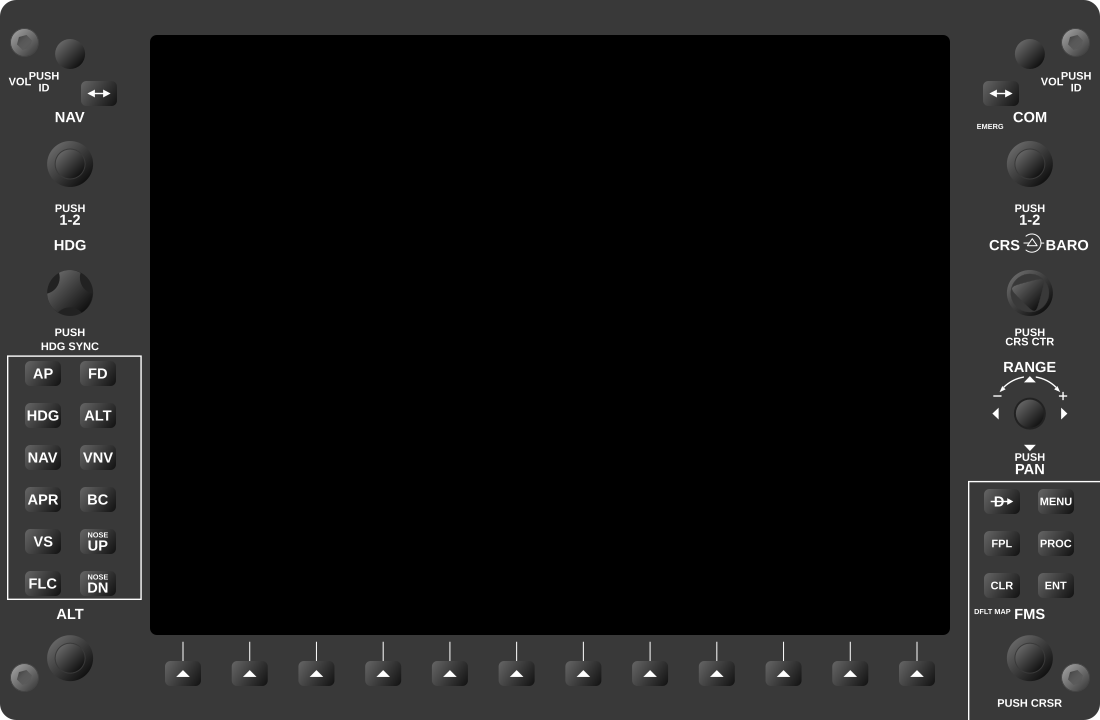 VOL PUSH
ID
NAV
PUSH
1-2
HDG
PUSH
HDG SYNC
AP FD
HDG ALT
NAV VNV
APR BC
VS NOSE UP
FLC NOSE DN
ALT
VOL PUSH
ID
COM
EMERG
PUSH
1-2
CRS BARO
PUSH
CRS CTR
RANGE
− +
PUSH
PAN
D MENU
FPL PROC
CLR ENT
DFLT MAP FMS
PUSH CRSR